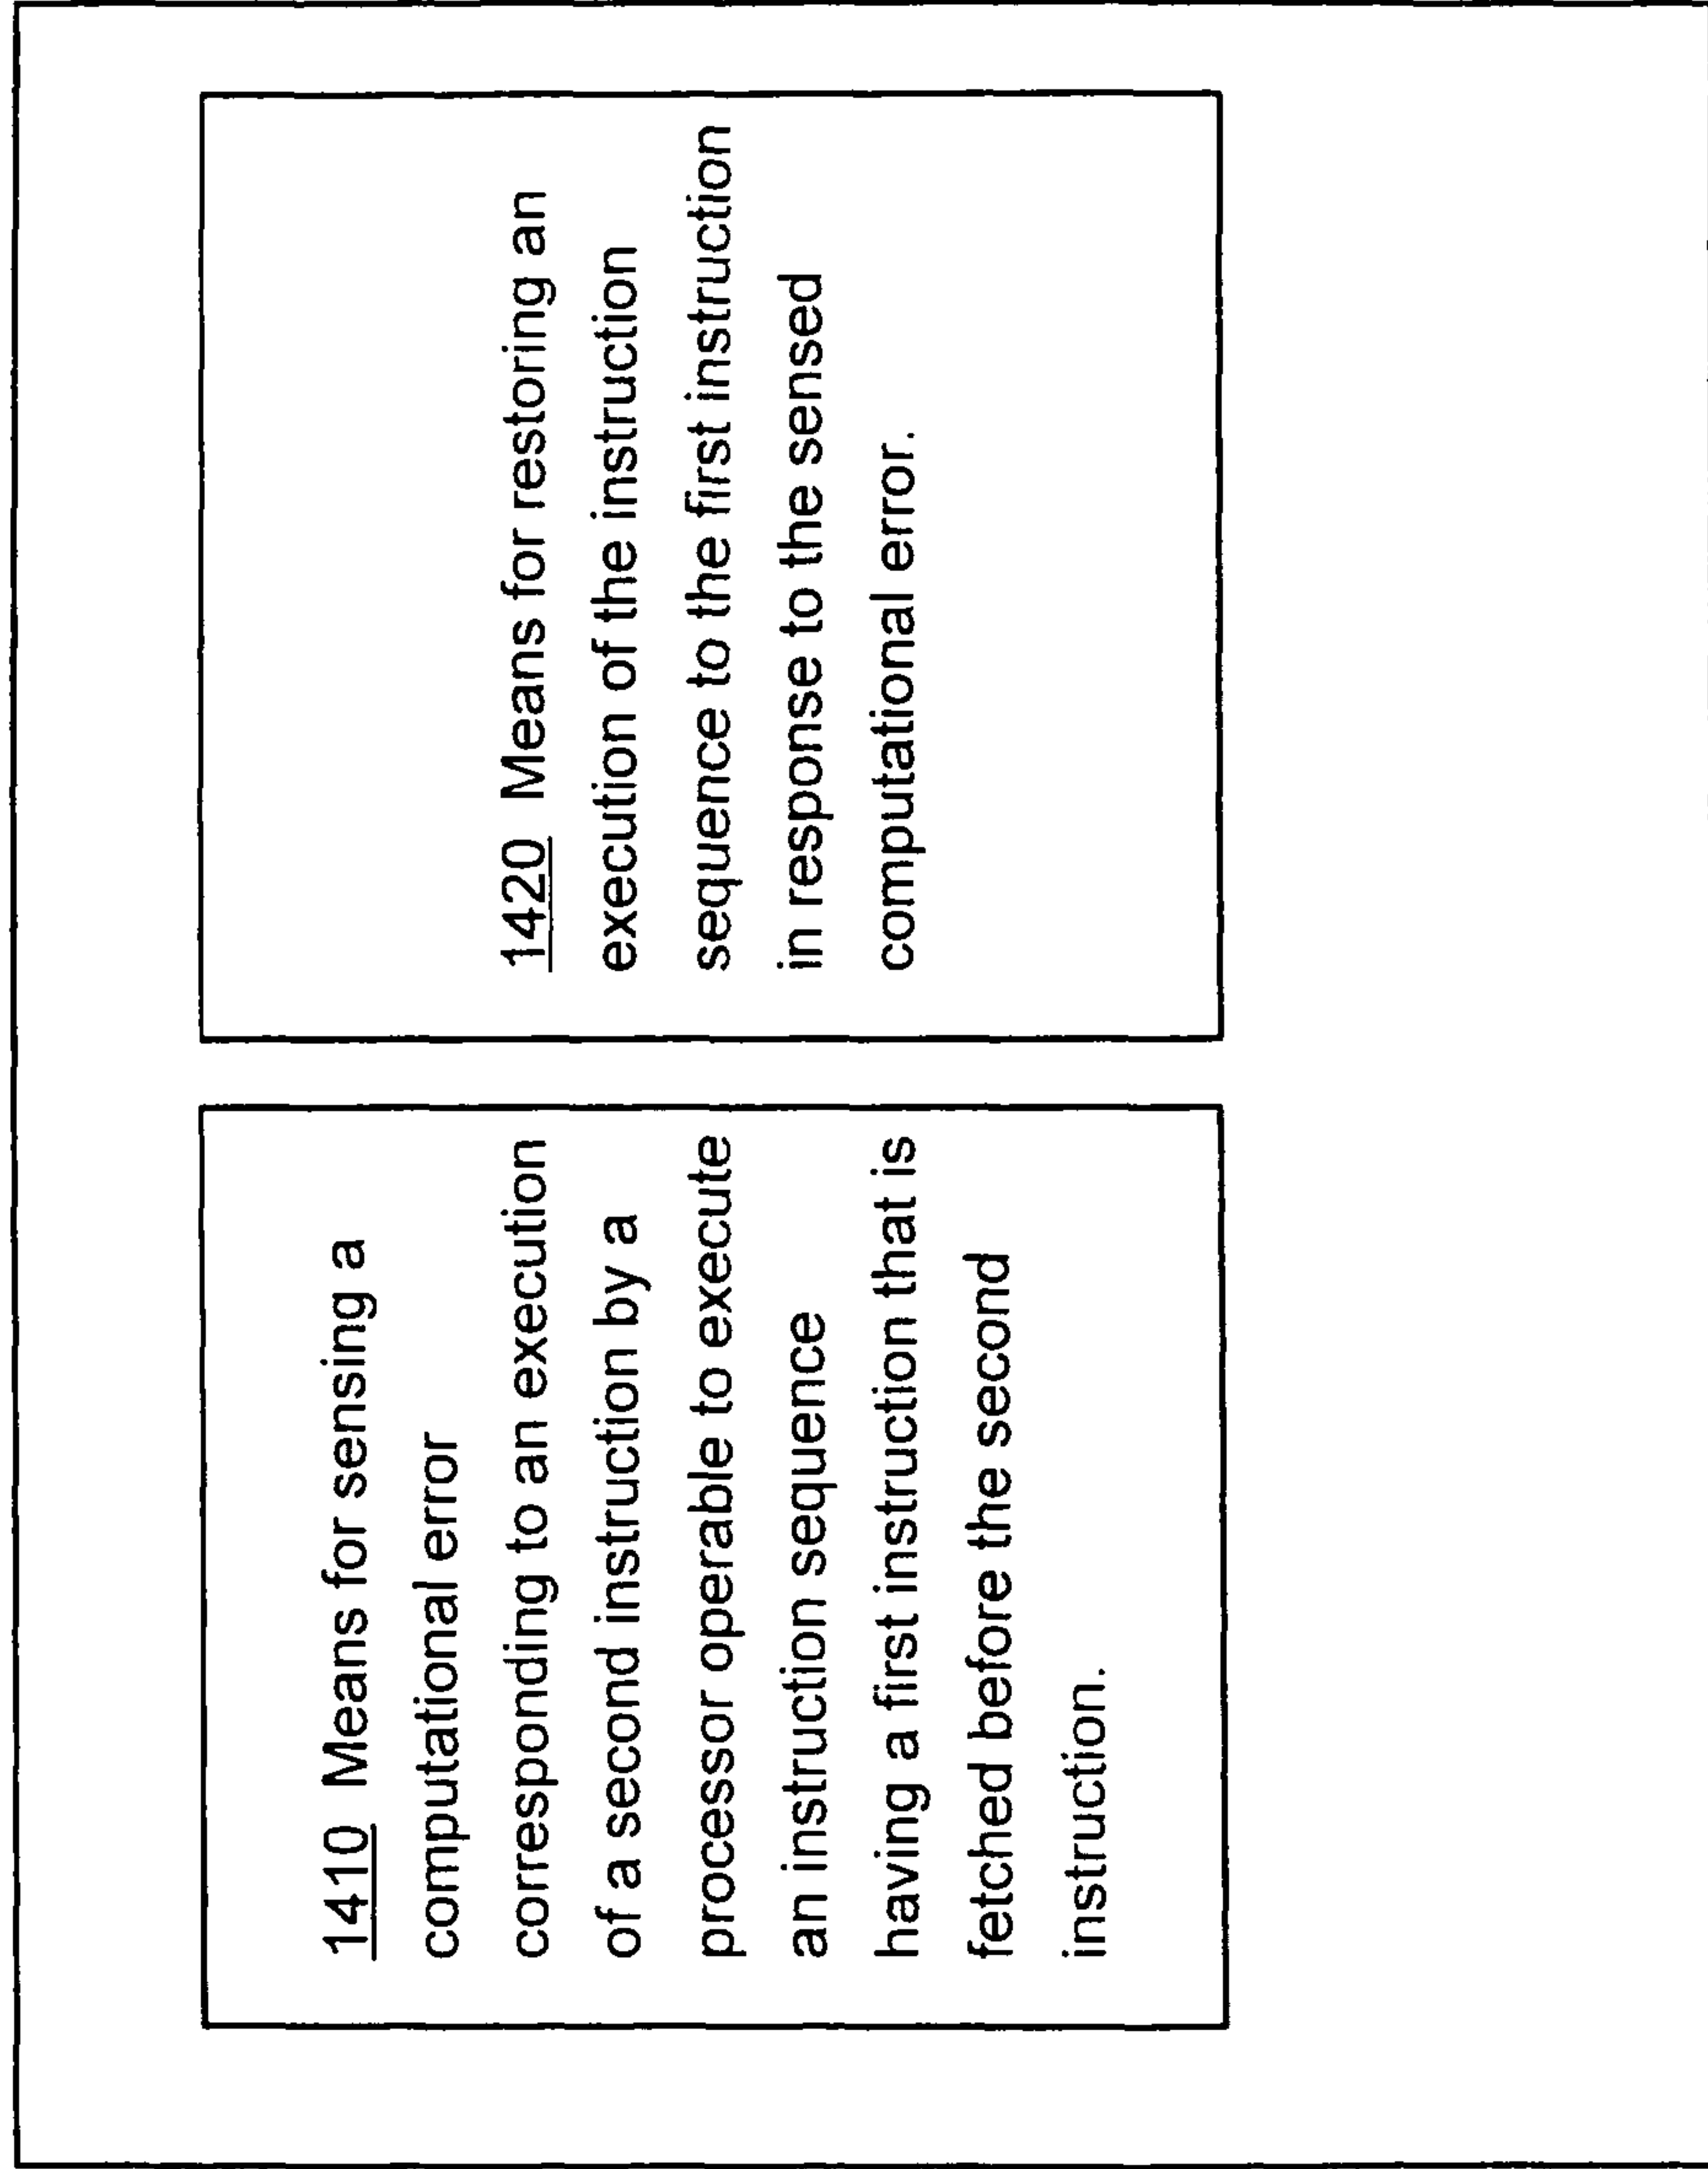 1410 Means for sensing a
computational error
corresponding to an execution
of a second instruction by a
processor operable to execute
an instruction sequence
having a first instruction that is
fetched before the second
instruction.
1420 Means for restoring an
execution of the instruction
sequence to the first instruction
in response to the sensed
computational error.